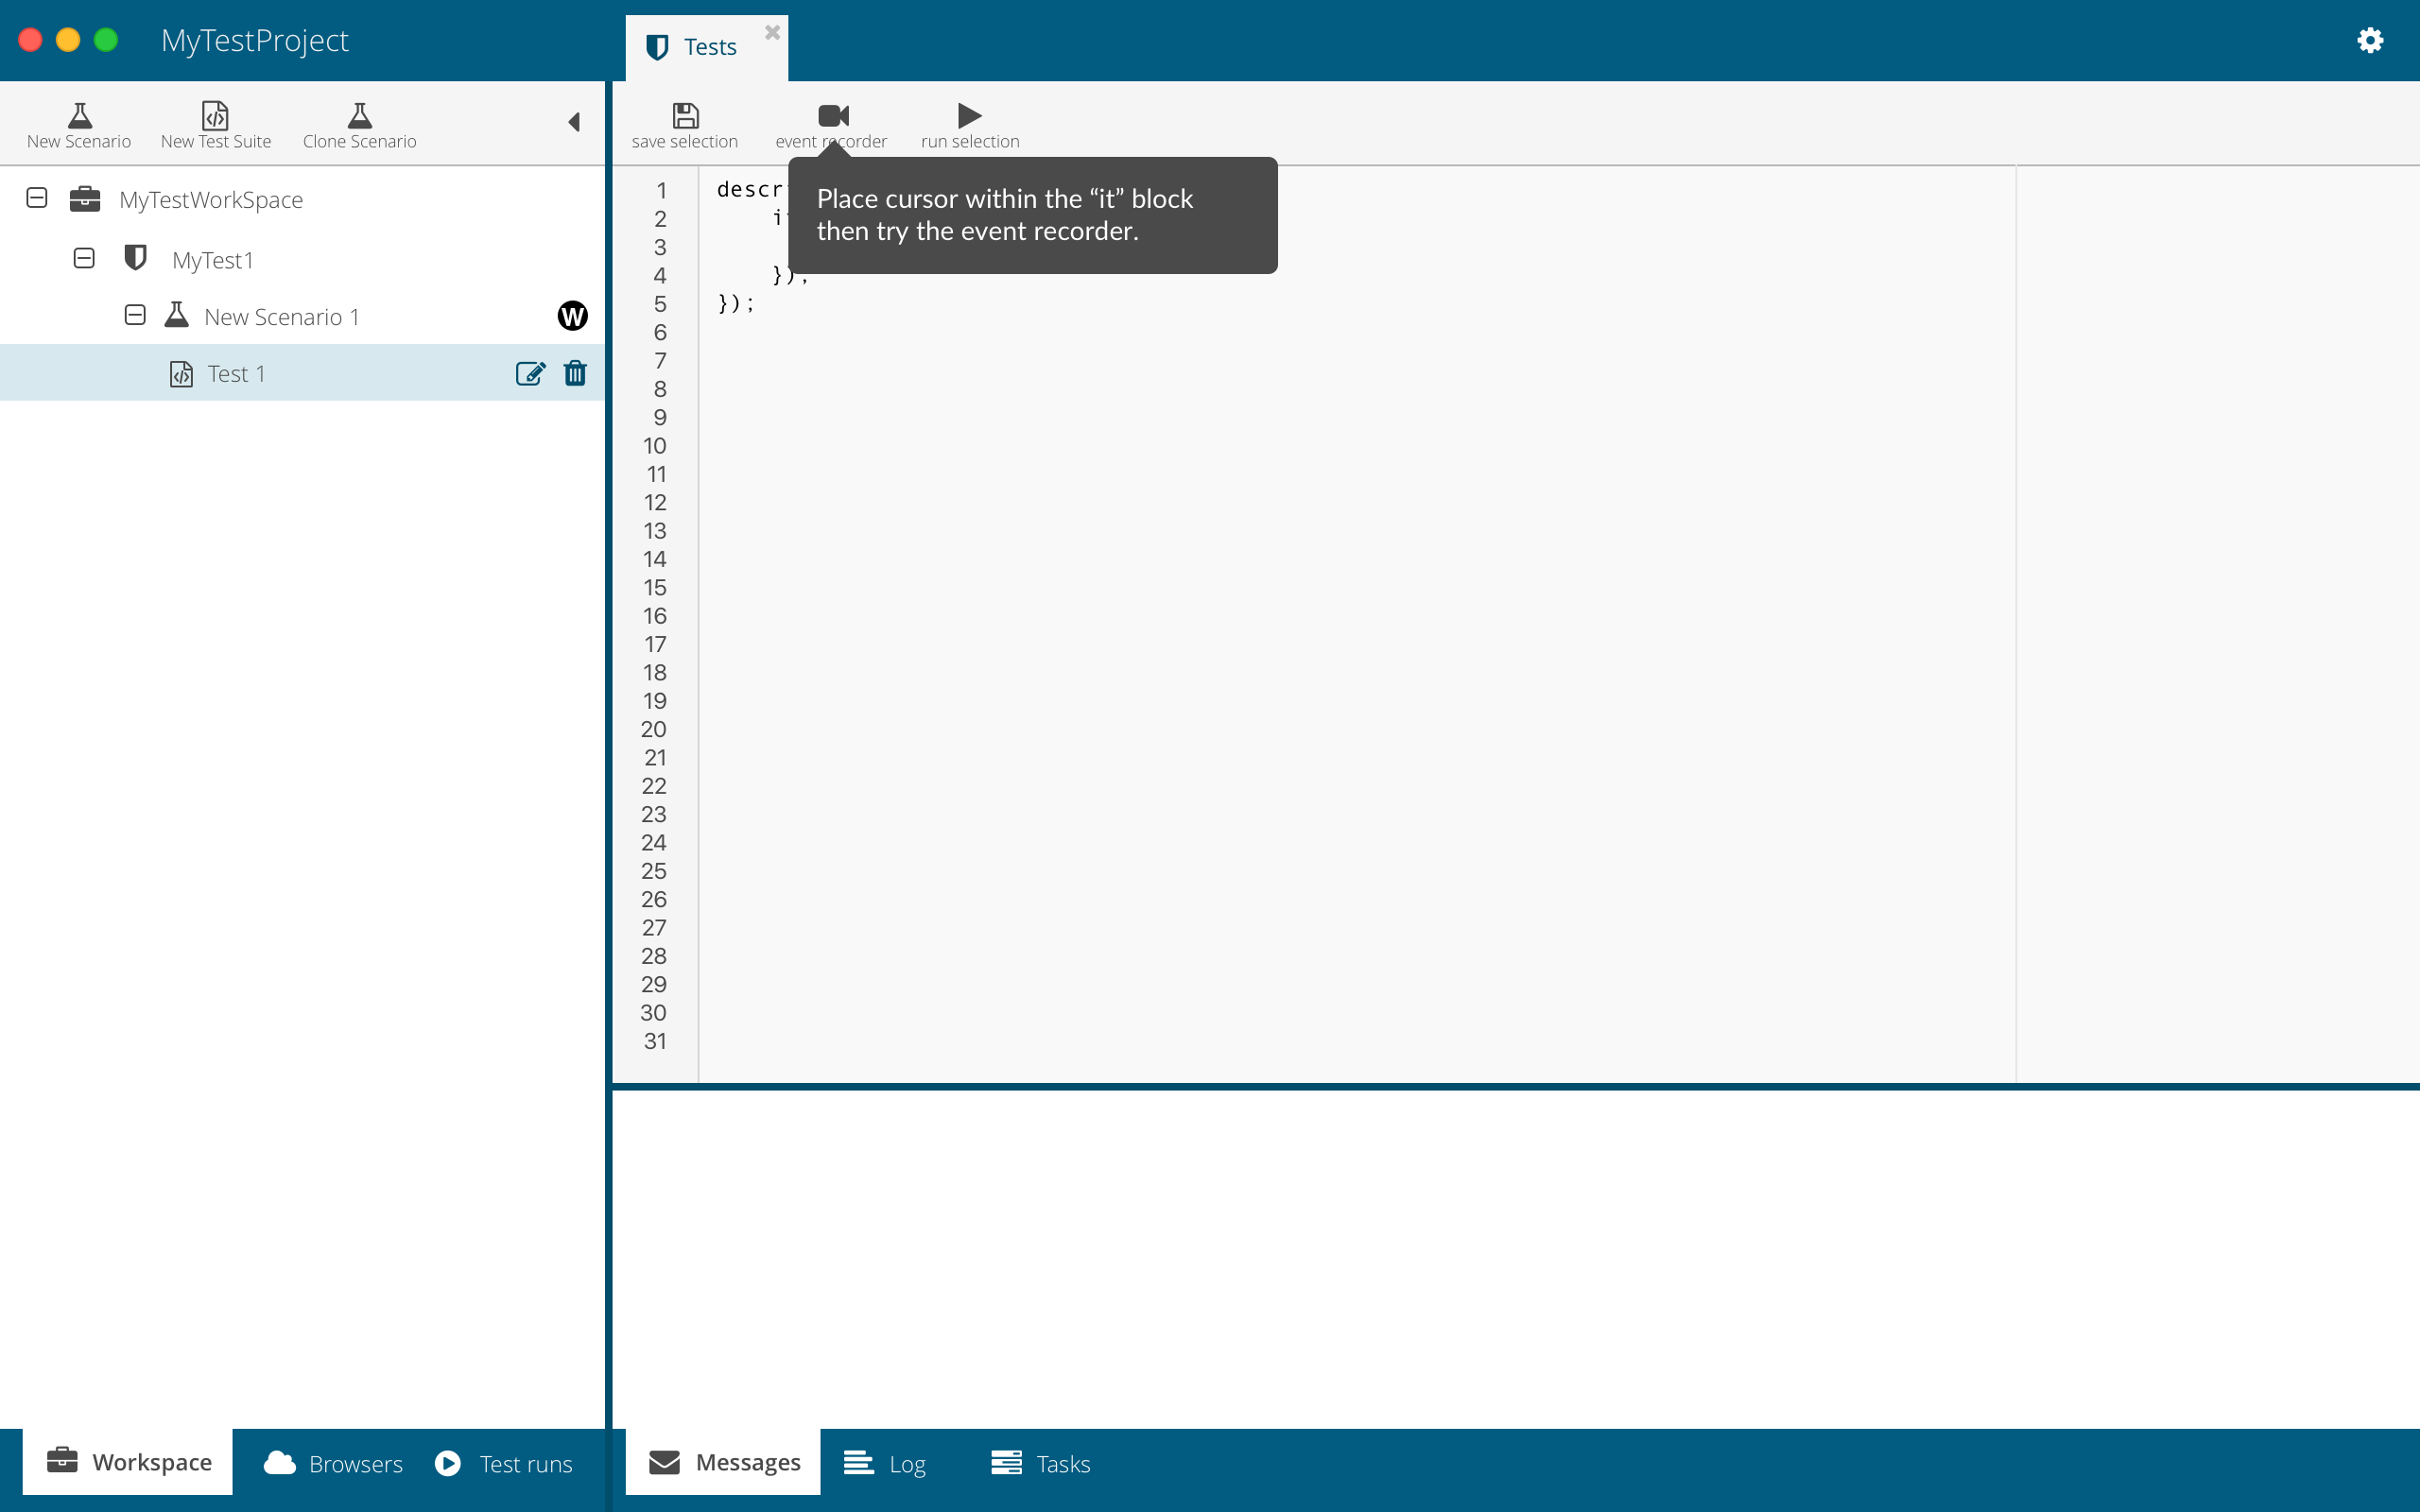 MyTestProject
Tests
New Scenario
New Test Suite
Clone Scenario
save selection
event recorder
run selection
MyTestWorkSpace
MyTest1
New Scenario 1
W
Test 1
Place cursor within the “it” block
then try the event recorder.
1 descr
2 i
3
4 });
5 });
6
7
8
9
10
11
12
13
14
15
16
17
18
19
20
21
22
23
24
25
26
27
28
29
30
31
Workspace
Browsers
Test runs
Messages
Log
Tasks